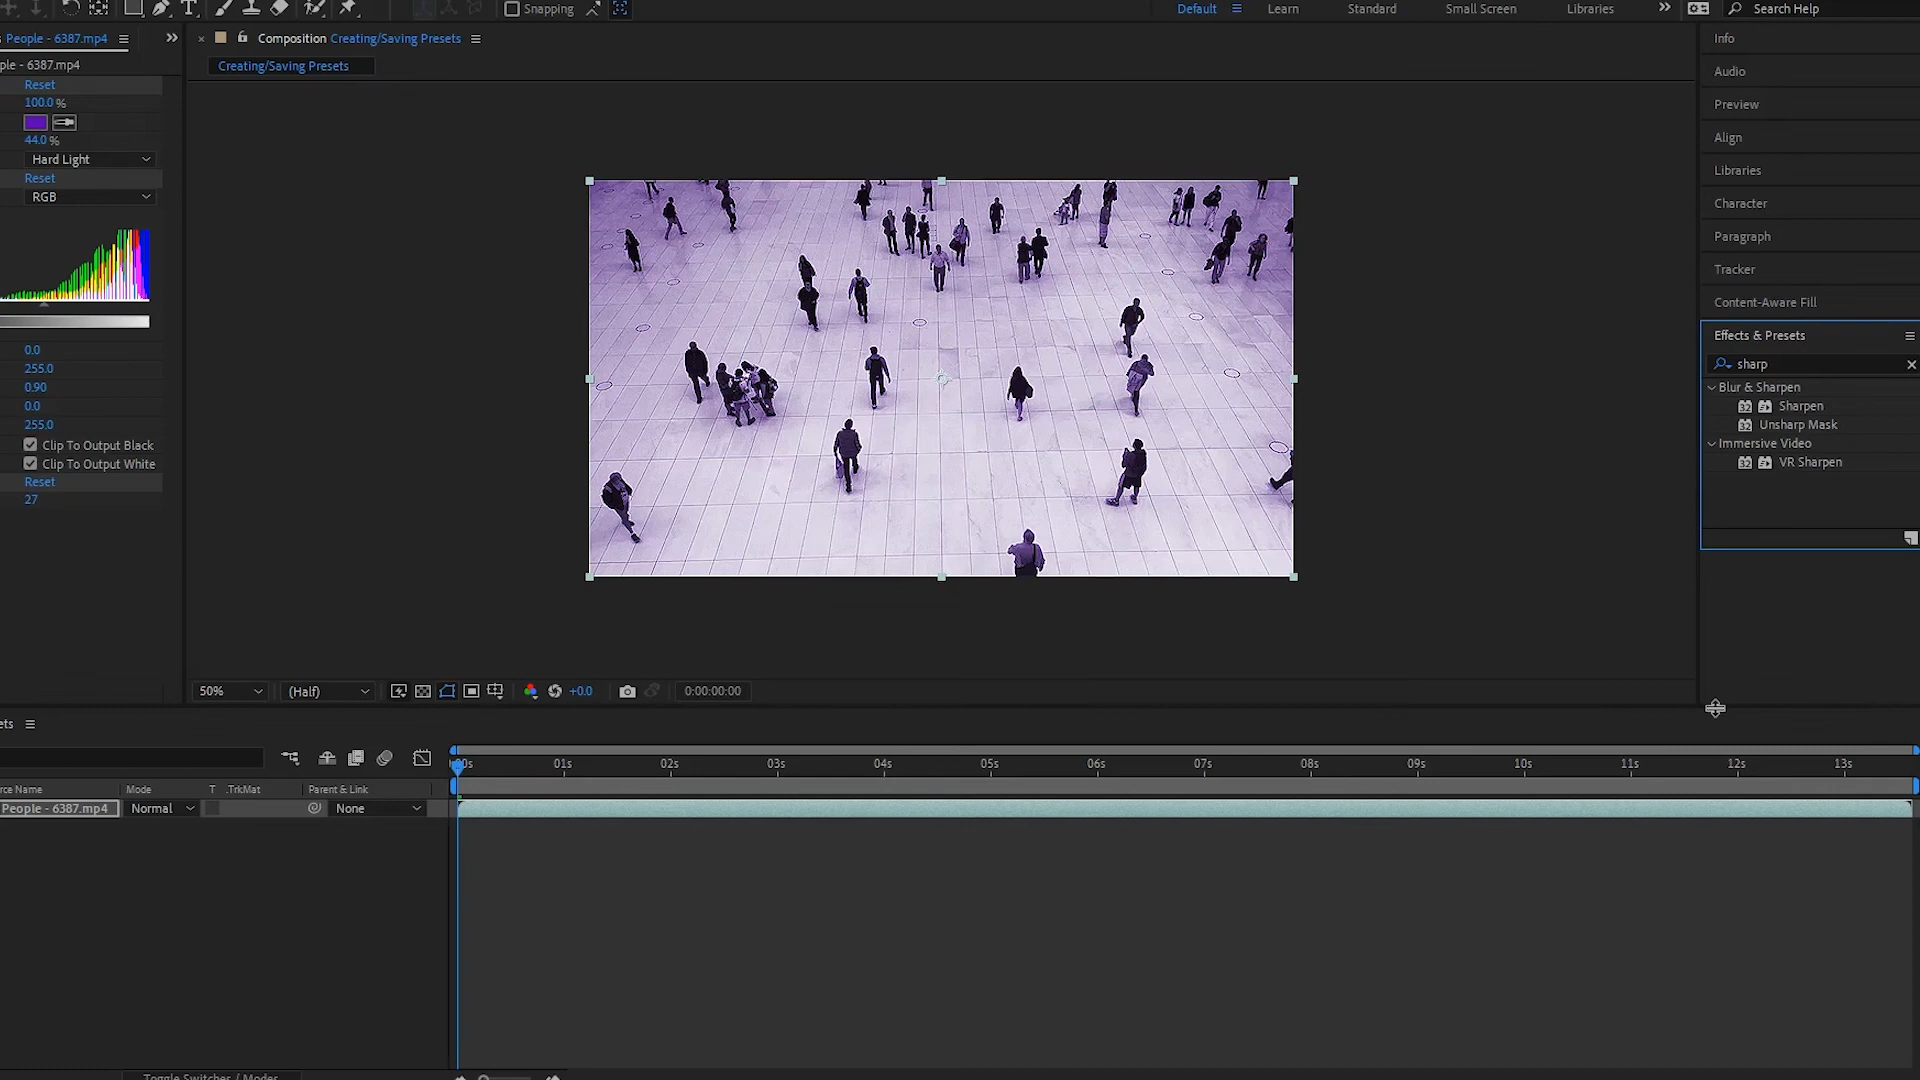 Snapping
Default
Learn
Standard
Small Screen
Libraries
Search Help
People - 6387.mp4
Composition Creating/Saving Presets
ple - 6387.mp4
Creating/Saving Presets
Reset
100.0 %
44.0 %
Hard Light
Reset
RGB
0.0
255.0
0.90
0.0
255.0
Clip To Output Black
Clip To Output White
Reset
27
Info
Audio
Preview
Align
Libraries
Character
Paragraph
Tracker
Content-Aware Fill
Effects & Presets
sharp
Blur & Sharpen
32 Sharpen
32 Unsharp Mask
Immersive Video
32 VR Sharpen
50%
(Half)
+0.0
0:00:00:00
ets
00s 01s 02s 03s 04s 05s 06s 07s 08s 09s 10s 11s 12s 13s
rce Name
Mode
T .TrkMat
Parent & Link
People - 6387.mp4
Normal
None
Toggle Switches / Modes